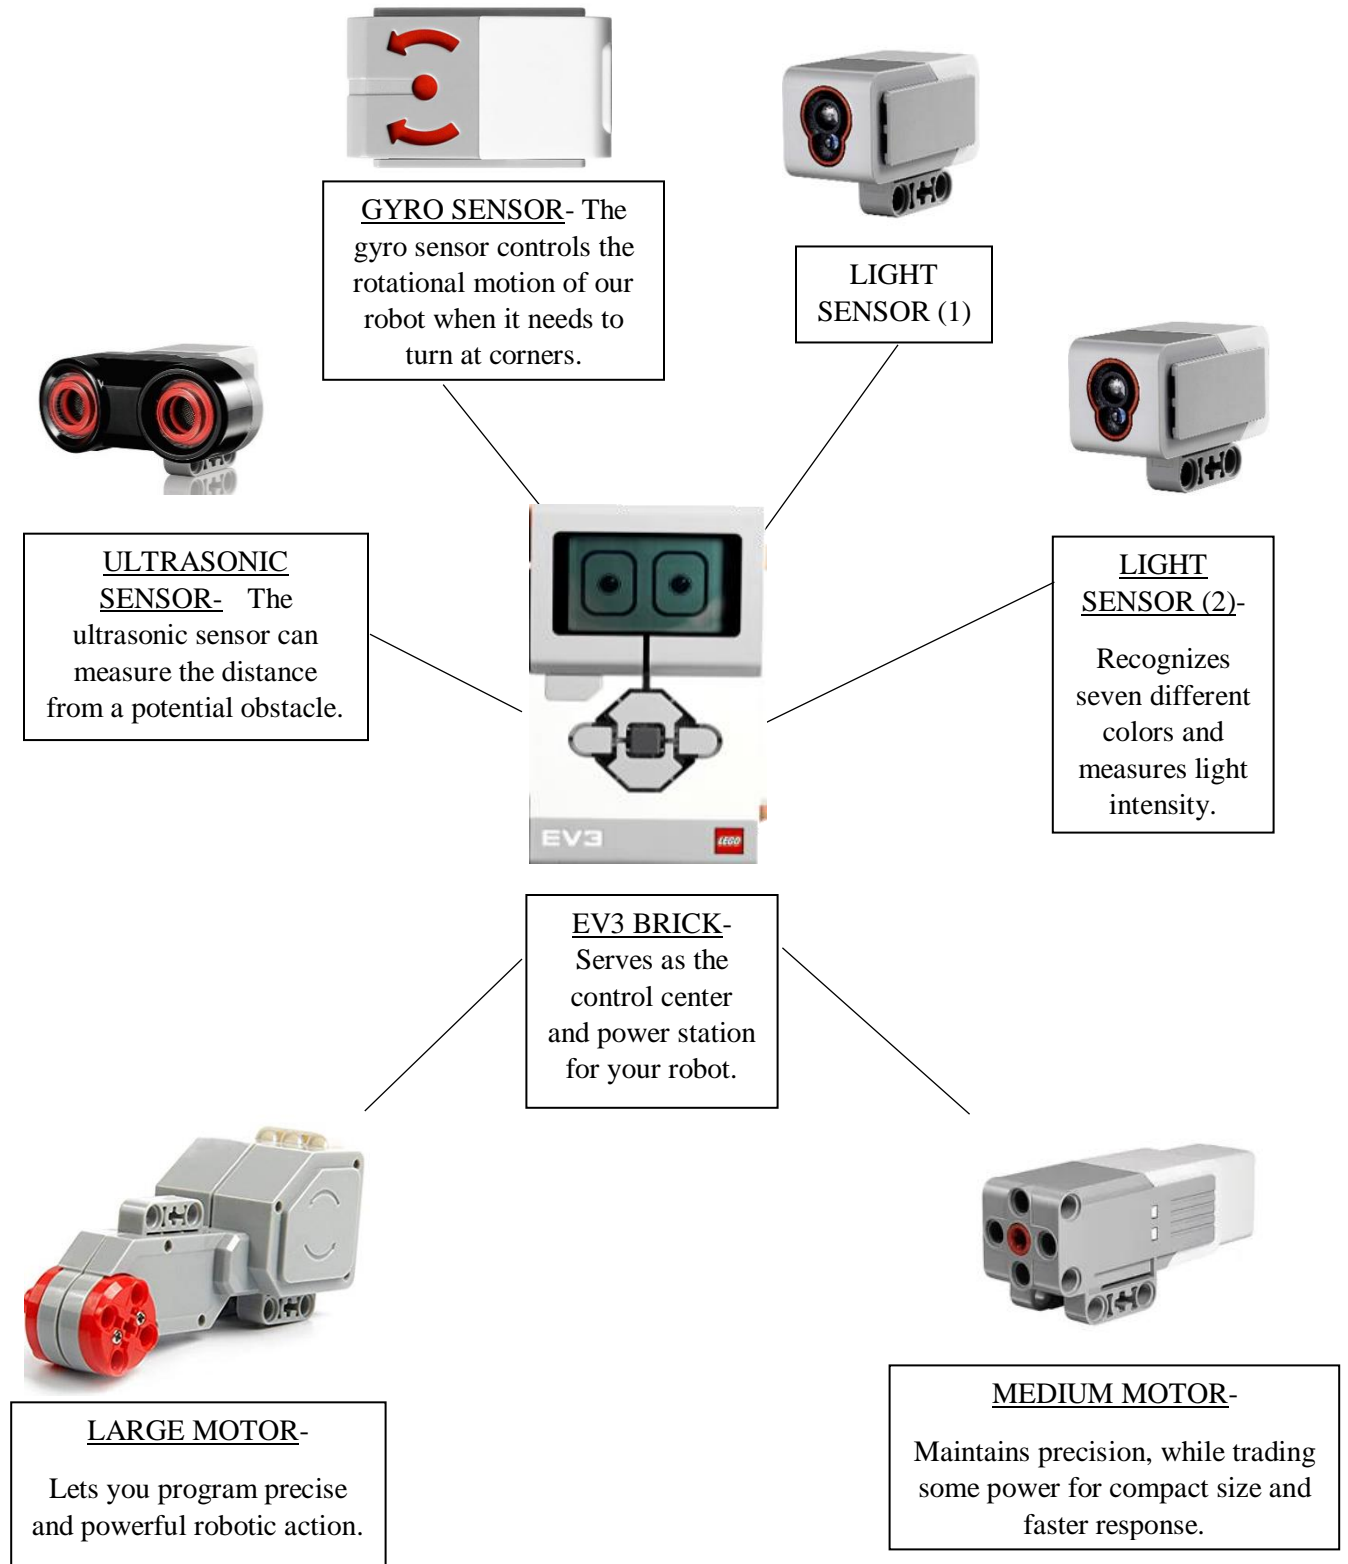 GYRO SENSOR- The
gyro sensor controls the
rotational motion of our
robot when it needs to
turn at corners.
LIGHT
SENSOR (1)
ULTRASONIC
SENSOR- The
ultrasonic sensor can
measure the distance
from a potential obstacle.
LIGHT
SENSOR (2)-
Recognizes
seven different
colors and
measures light
intensity.
EV3
LEGO
EV3 BRICK-
Serves as the
control center
and power station
for your robot.
LARGE MOTOR-
Lets you program precise
and powerful robotic action.
MEDIUM MOTOR-
Maintains precision, while trading
some power for compact size and
faster response.